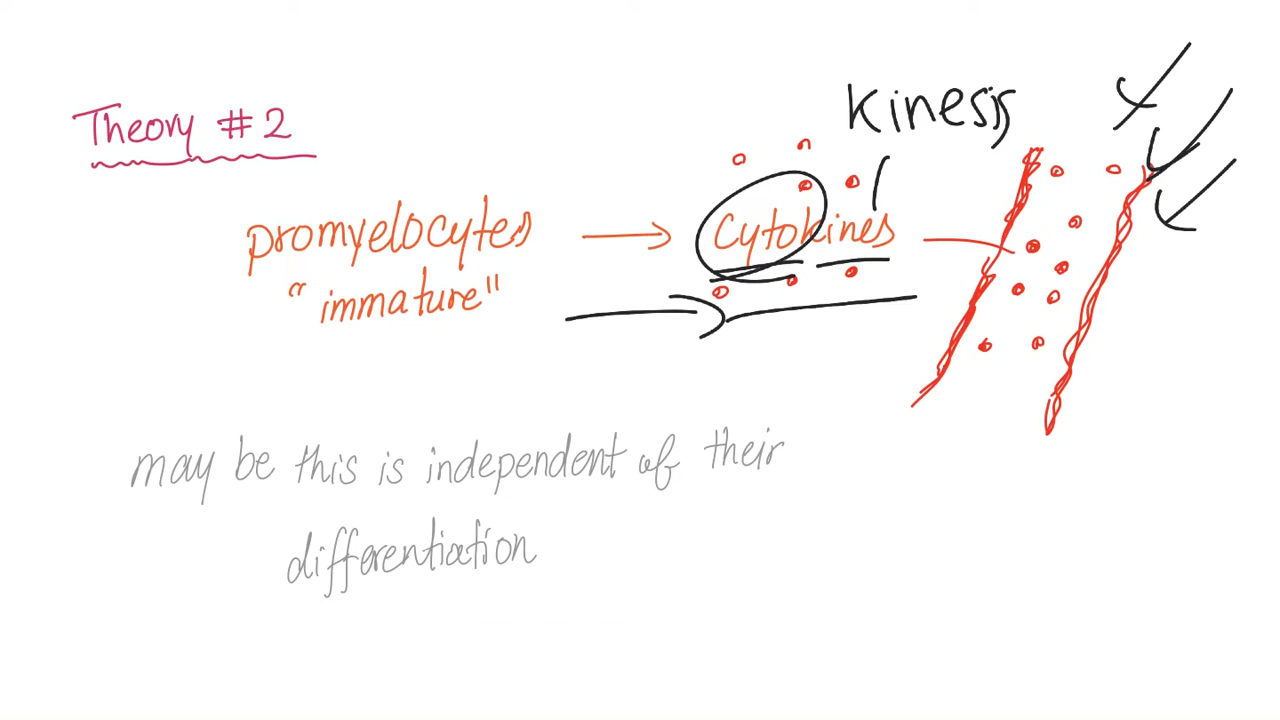 kinesis
Theory #2
promyelocytes → Cytokines
"immature"
may be this is independent of their
differentiation